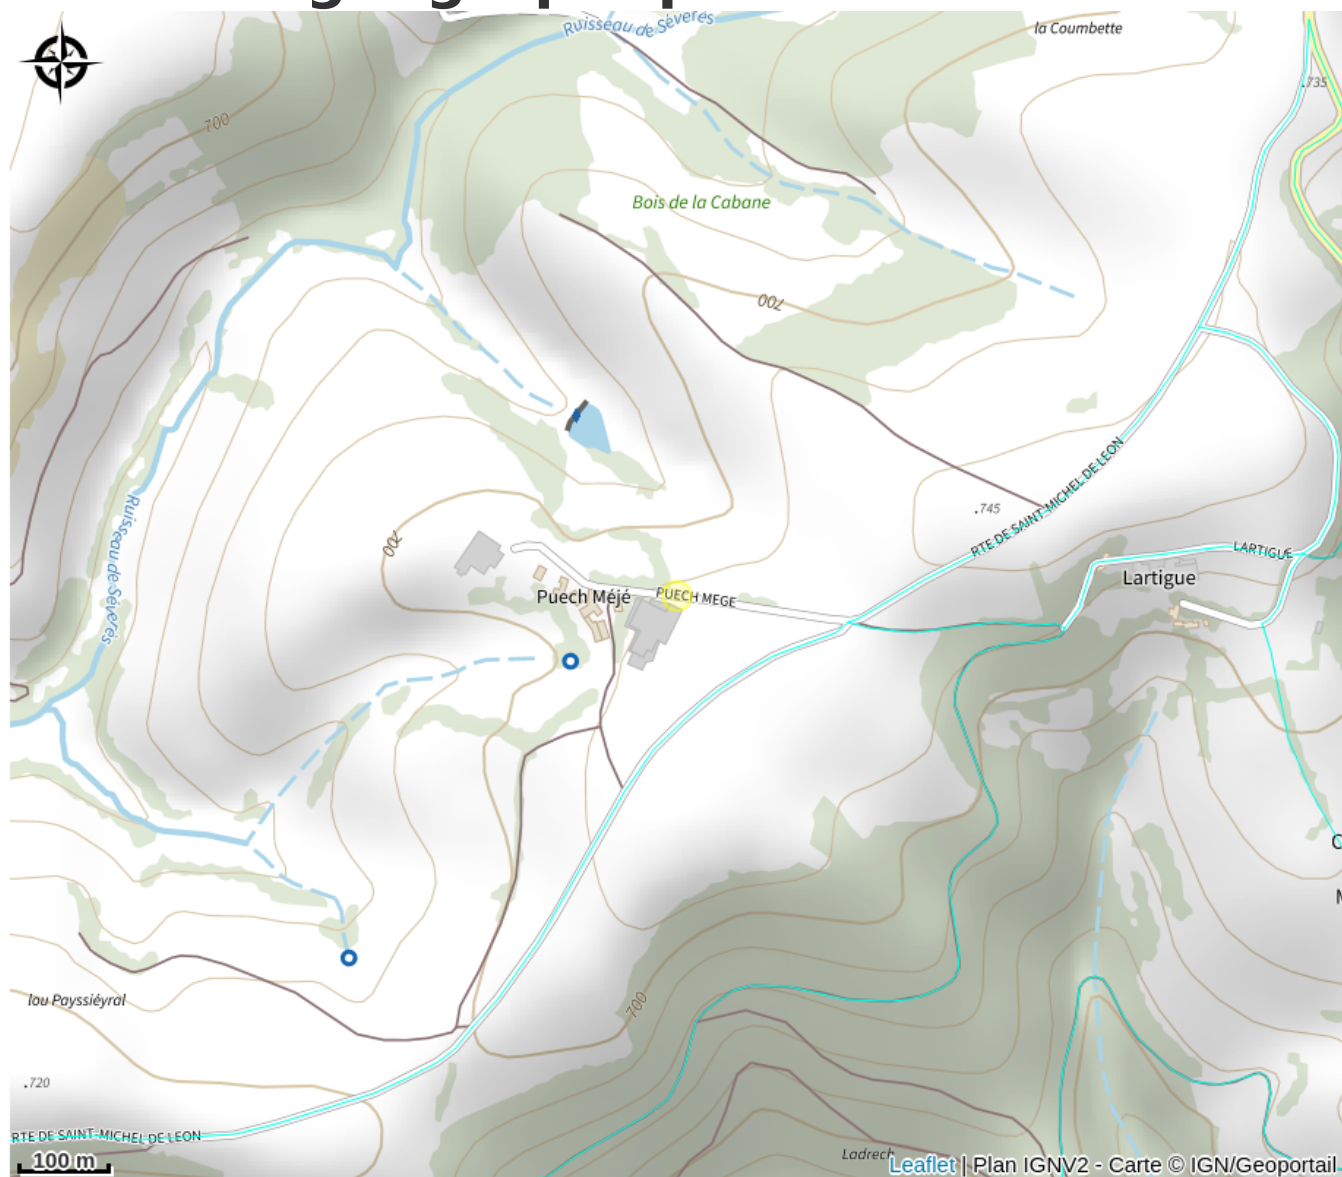 Ruisseau de Sévères
la Coumbette
.735
700
Bois de la Cabane
700
RTE DE SAINT-MICHEL DE LEON
.745
700
LARTIGUE
Lartigue
Puech Méjé
PUECH MEGE
Ruisseau de Sévères
lou Payssiéyral
700
.720
RTE DE SAINT-MICHEL DE LEON
100 m
Ladrech
Leaflet | Plan IGNV2 - Carte © IGN/Geoportail